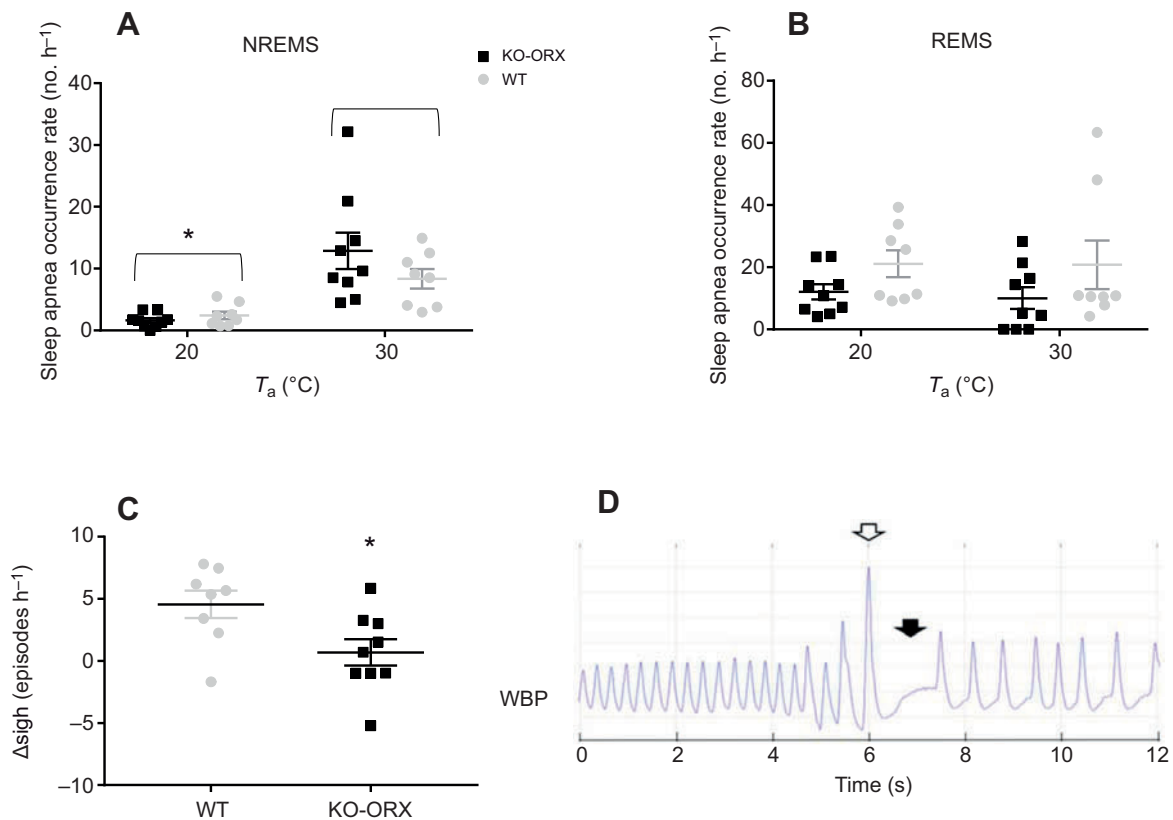 A
NREMS
Sleep apnea occurrence rate (no. h⁻¹)
40
30
20
10
0
*
20
30
Tₐ (°C)
KO-ORX
WT
B
REMS
Sleep apnea occurrence rate (no. h⁻¹)
80
60
40
20
0
20
30
Tₐ (°C)
C
Δsigh (episodes h⁻¹)
10
5
0
–5
–10
*
WT
KO-ORX
D
WBP
0 2 4 6 8 10 12
Time (s)